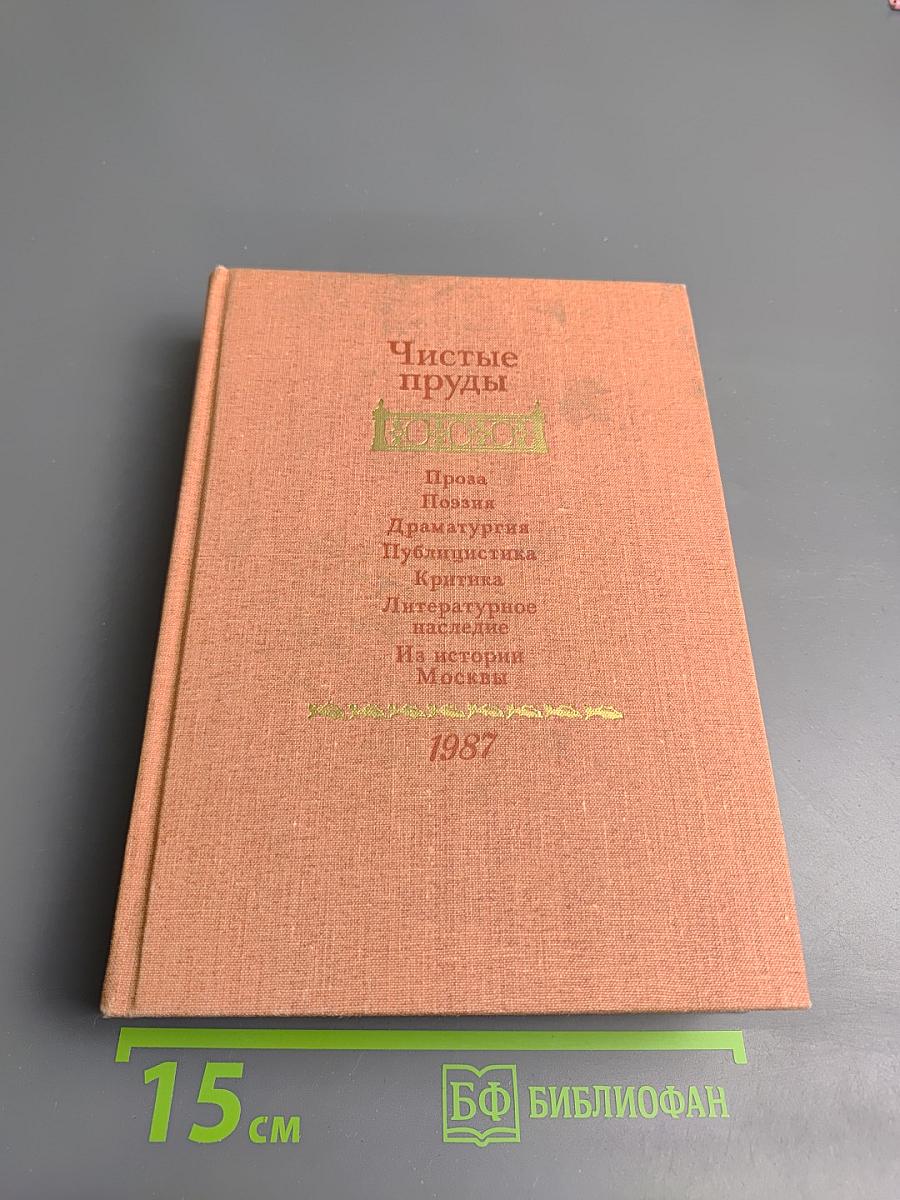 Чистые
пруды
Проза
Поэзия
Драматургия
Публицистика
Критика
Литературное
наследие
Из истории
Москвы
1987
15 см
БФ БИБЛИОФАН